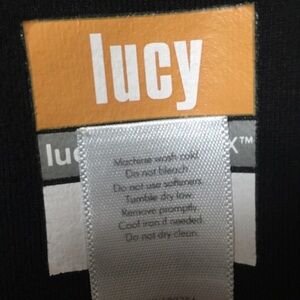 lucy
Machine wash cold.
Do not bleach.
Do not use softeners.
Tumble dry low.
Remove promptly.
Cool iron if needed.
Do not dry clean.